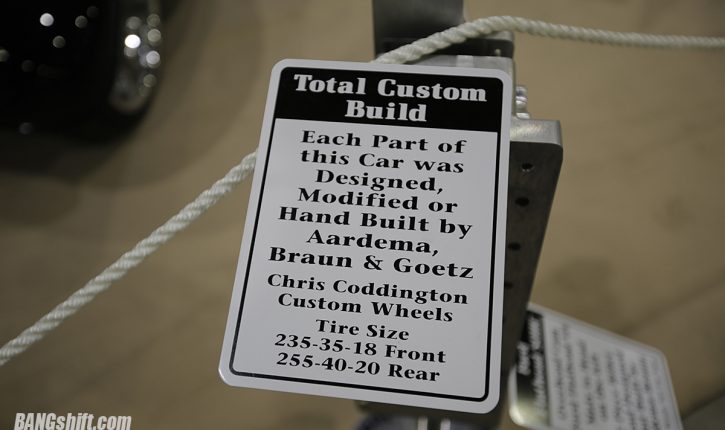 Total Custom
Build
Each Part of
this Car was
Designed,
Modified or
Hand Built by
Aardema,
Braun & Goetz
Chris Coddington
Custom Wheels
Tire Size
235-35-18 Front
255-40-20 Rear
BANGshift.com